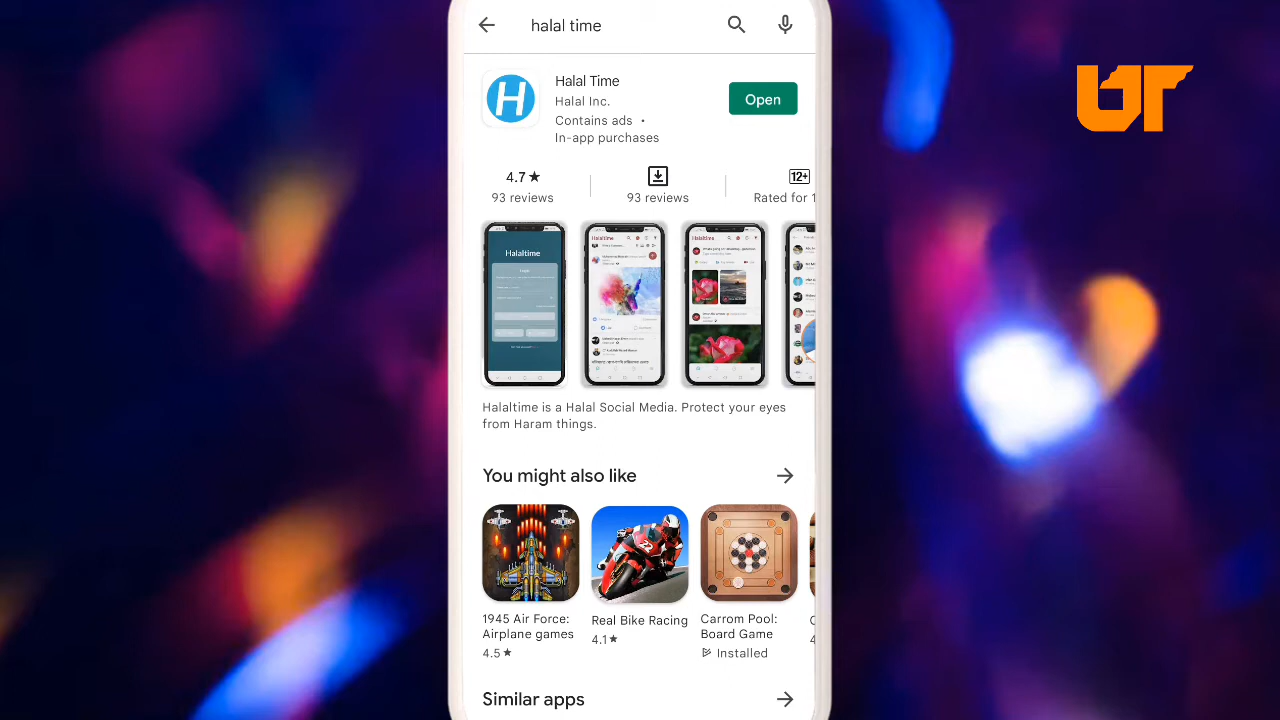 halal time
UT
H
Halal Time
Halal Inc.
Open
Contains ads •
In-app purchases
4.7★
12+
93 reviews
93 reviews
Rated for 1
Halaltime
Halaltime
Halaltime
Halaltime is a Halal Social Media. Protect your eyes
from Haram things.
You might also like
1945 Air Force:
Airplane games
4.5★
Real Bike Racing
4.1★
Carrom Pool:
Board Game
Installed
Similar apps